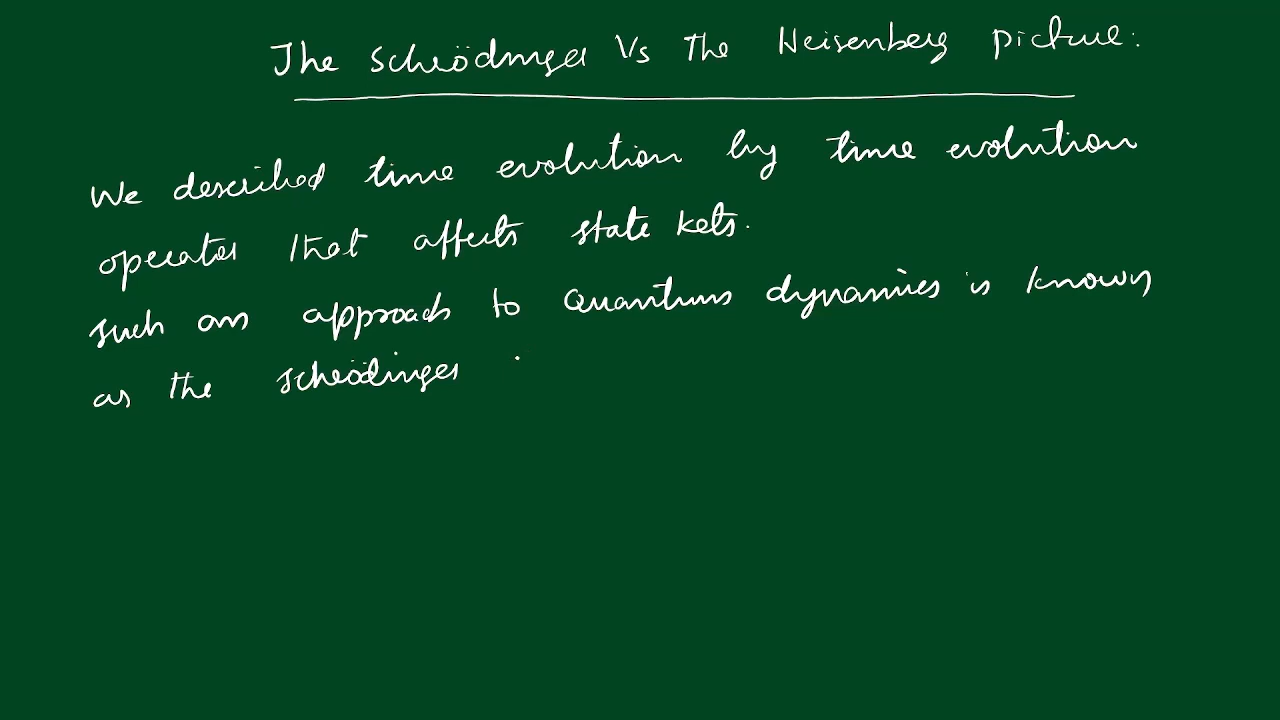 The Schrödinger Vs The Heisenberg picture:
We described time evolution by time evolution
operator that affects state kets.
such an approach to Quantum dynamics is known
as the schrödinger